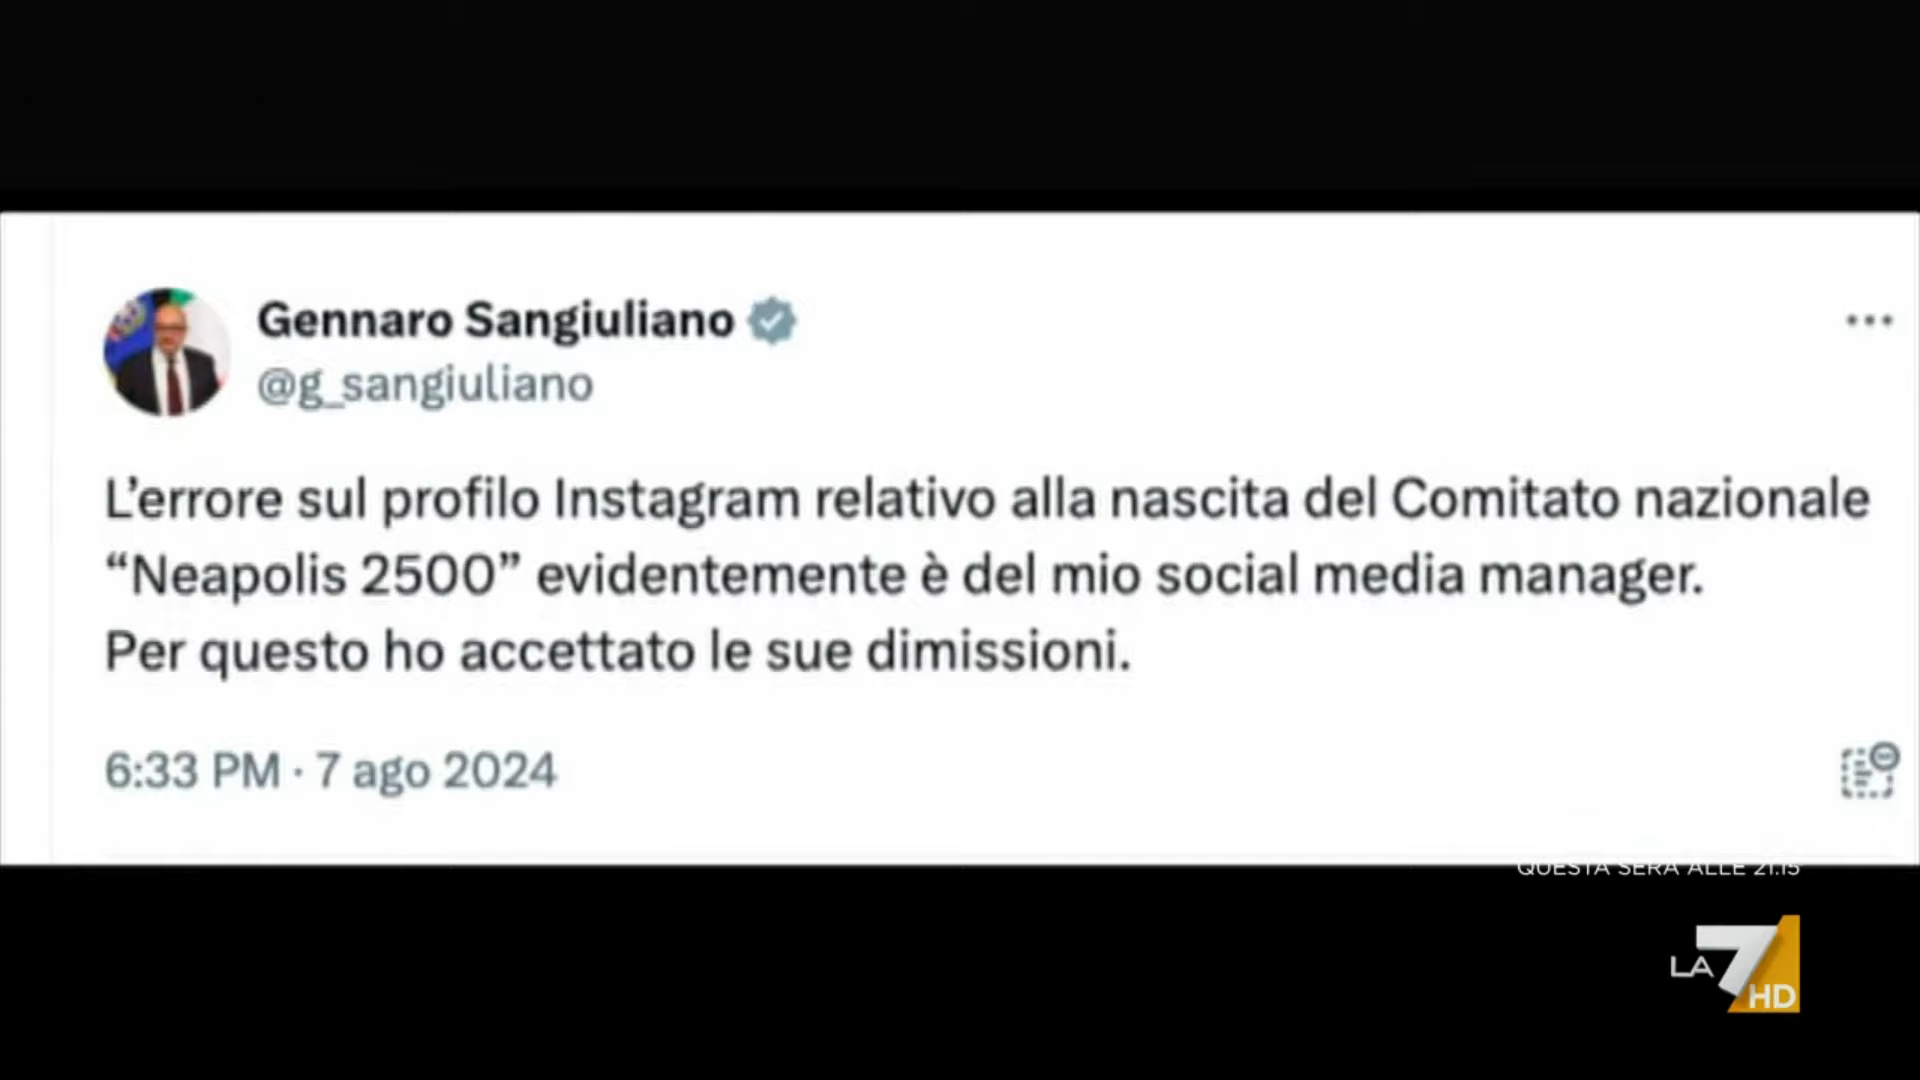 Gennaro Sangiuliano
@g_sangiuliano
L’errore sul profilo Instagram relativo alla nascita del Comitato nazionale
“Neapolis 2500” evidentemente è del mio social media manager.
Per questo ho accettato le sue dimissioni.
6:33 PM · 7 ago 2024
QUESTA SERA ALLE 21:15
LA7
HD